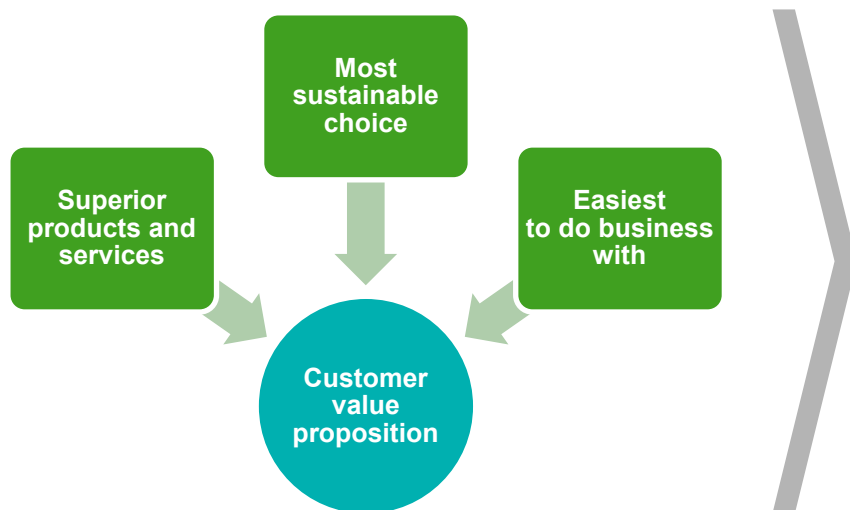 Most
sustainable
choice
Superior
products and
services
Easiest
to do business
with
Customer
value
proposition